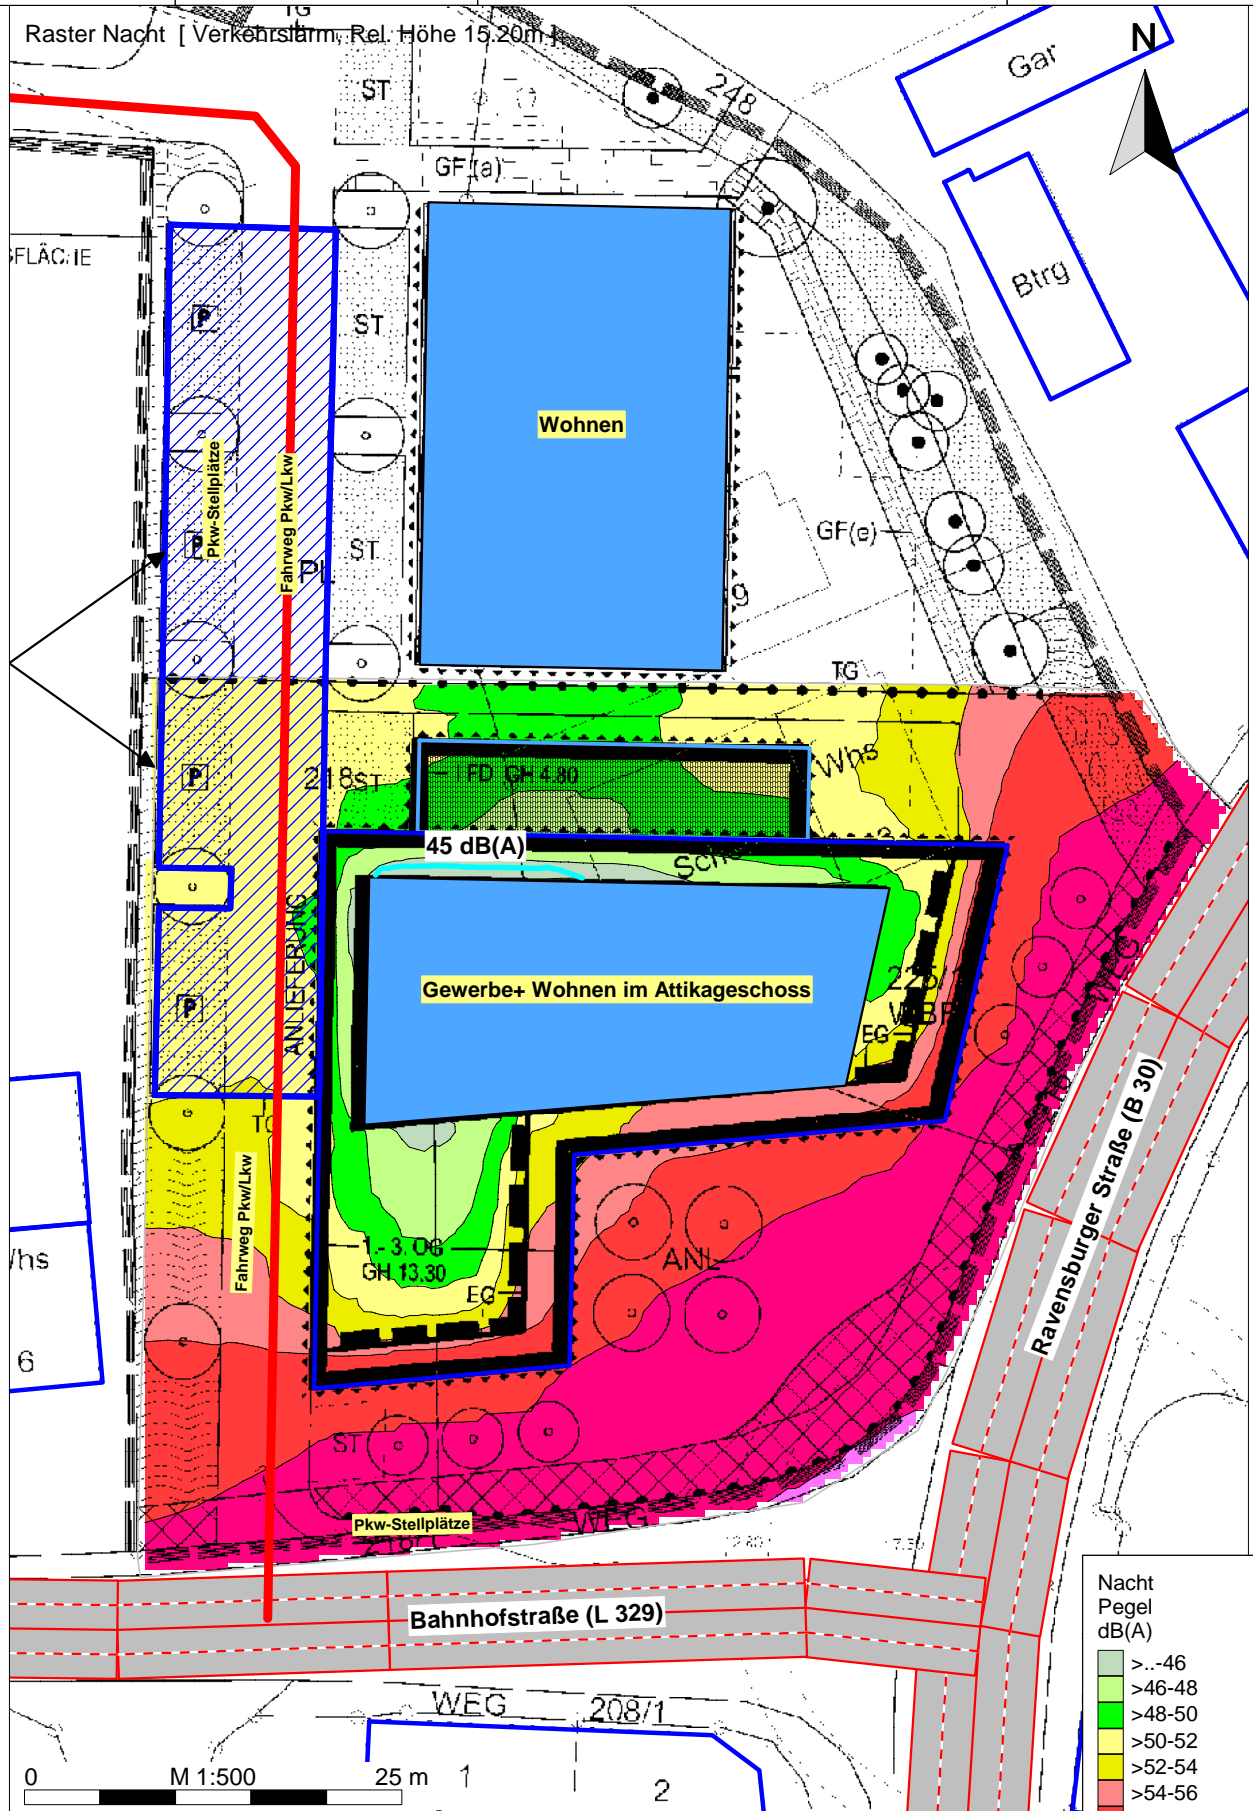 TG
Raster Nacht [ Verkehrslärm, Rel. Höhe 15.20m ]
N
Gar
ST
248
GF (a)
Btrg
ST
Wohnen
Pkw-Stellplätze
Fahrweg Pkw/Lkw
P
P
ST
GF(e)
9
TG
Whs
P
218
ST
FD GH 4.80
45 dB(A)
ANLIEFERUNG
P
Gewerbe+ Wohnen im Attikageschoss
EG
WEG
Ravensburger Straße (B 30)
Fahrweg Pkw/Lkw
1.- 3. OG
GH 13.30
EG
ANL
6
ST
Pkw-Stellplätze
WEG
Bahnhofstraße (L 329)
Nacht
Pegel
dB(A)
>..-46
>46-48
>48-50
>50-52
>52-54
>54-56
WEG
208/1
0 M 1:500 25 m
1
2